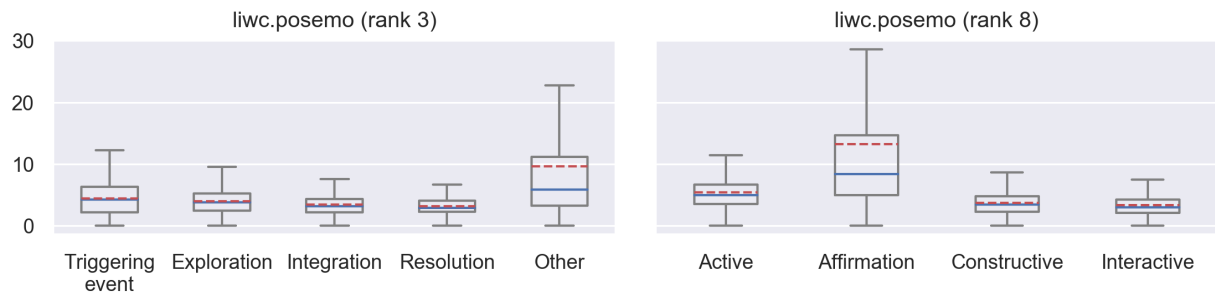 liwc.posemo (rank 3)
liwc.posemo (rank 8)
30
20
10
0
Triggering
event
Exploration
Integration
Resolution
Other
Active
Affirmation
Constructive
Interactive